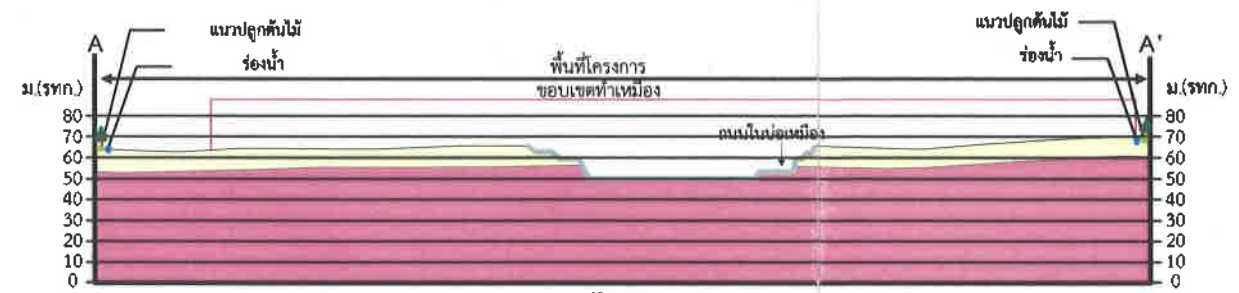 แนวปลูกต้นไม้
แนวปลูกต้นไม้
A
A'
ร่องน้ำ
ร่องน้ำ
พื้นที่โครงการ
ม.(รทก.)
ขอบเขตทำเหมือง
ม.(รทก.)
80
80
70
ถนนในบ่อเหมือง
70
60
60
50
50
40
40
30
30
20
20
10
10
0
0